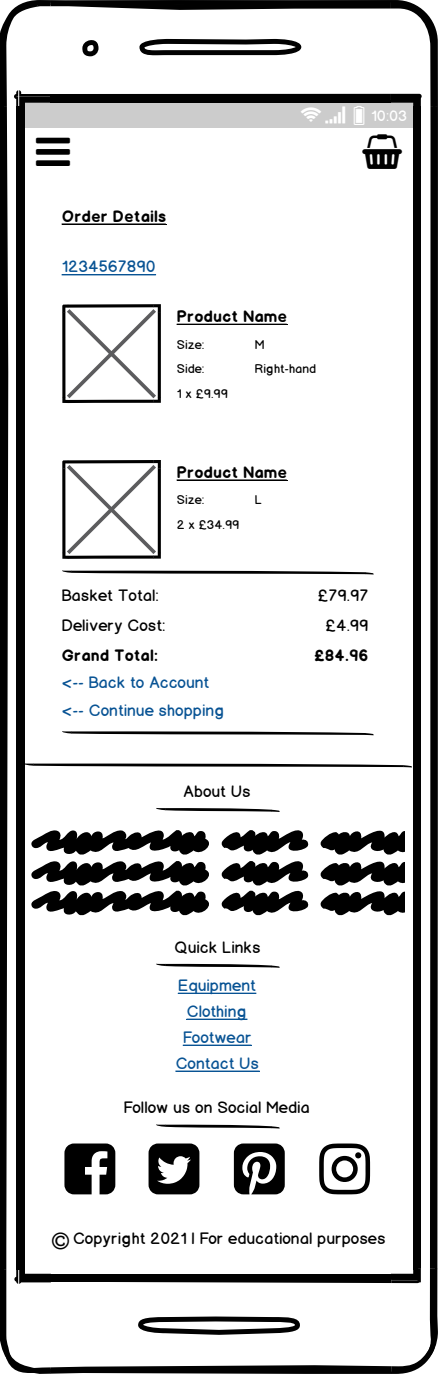 10:03
Order Details
1234567890
Product Name
Size: M
Side: Right-hand
1 x £9.99
Product Name
Size: L
2 x £34.99
Basket Total: £79.97
Delivery Cost: £4.99
Grand Total: £84.96
<-- Back to Account
<-- Continue shopping
About Us
Quick Links
Equipment
Clothing
Footwear
Contact Us
Follow us on Social Media
© Copyright 2021 | For educational purposes